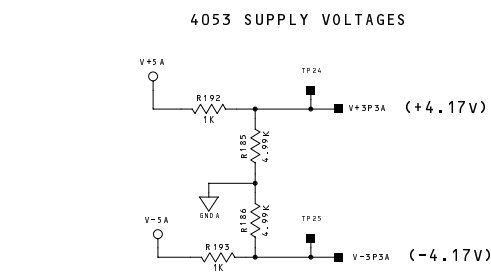 4053 SUPPLY VOLTAGES
V+5A
TP24
R192
1K
V+3P3A (+4.17V)
R185
4.99K
GNDA
R186
4.99K
V-5A
TP25
R193
1K
V-3P3A (-4.17V)